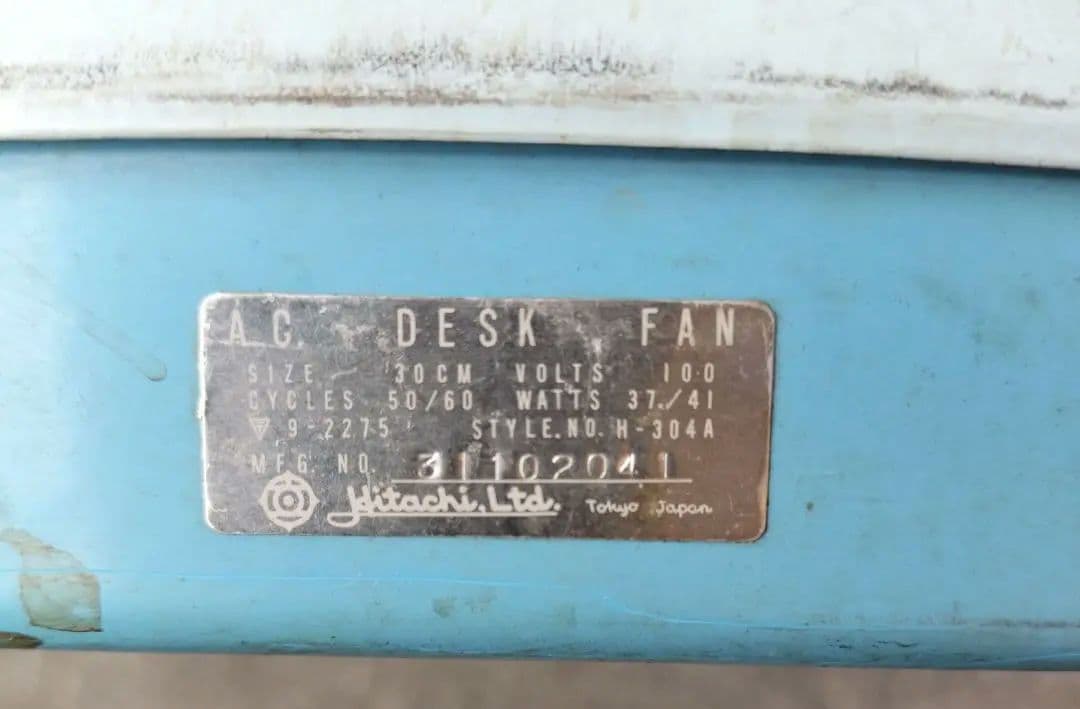 A.C. DESK FAN
SIZE 30CM VOLTS 100
CYCLES 50/60 WATTS 37/41
▽ 9-2275 STYLE.NO. H-304A
MFG. NO. 31102041
Hitachi, Ltd. Tokyo Japan